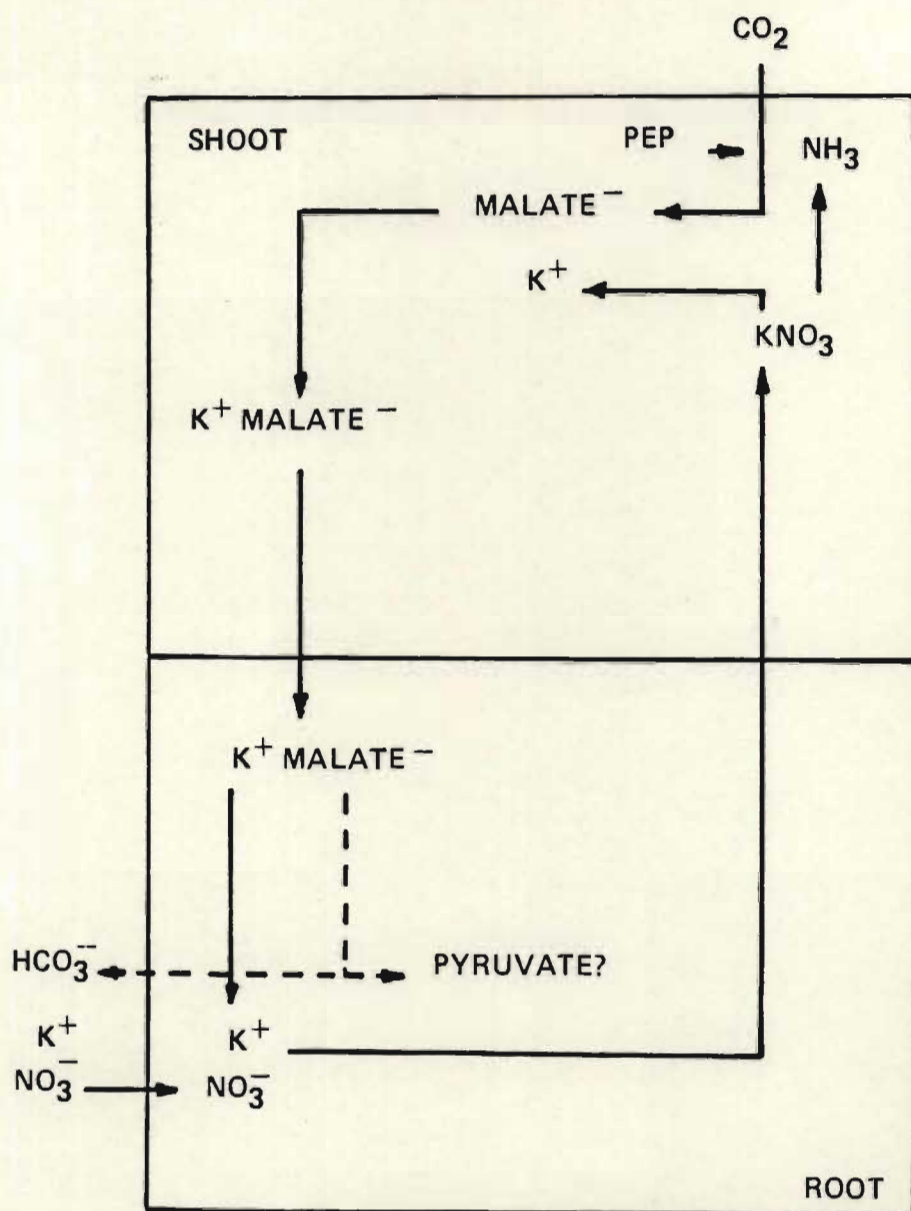 CO₂
SHOOT
PEP
NH₃
MALATE⁻
K⁺
KNO₃
K⁺ MALATE⁻
K⁺ MALATE⁻
HCO₃⁻
PYRUVATE?
K⁺
K⁺
NO₃⁻
NO₃⁻
ROOT